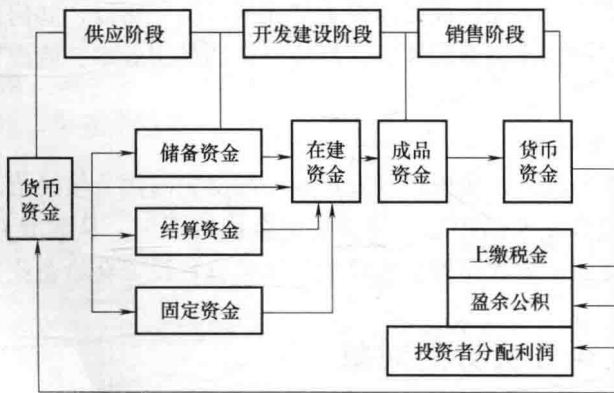 供应阶段
开发建设阶段
销售阶段
储备资金
在建
资金
成品
资金
货币
资金
货币
资金
结算资金
固定资金
上缴税金
盈余公积
投资者分配利润